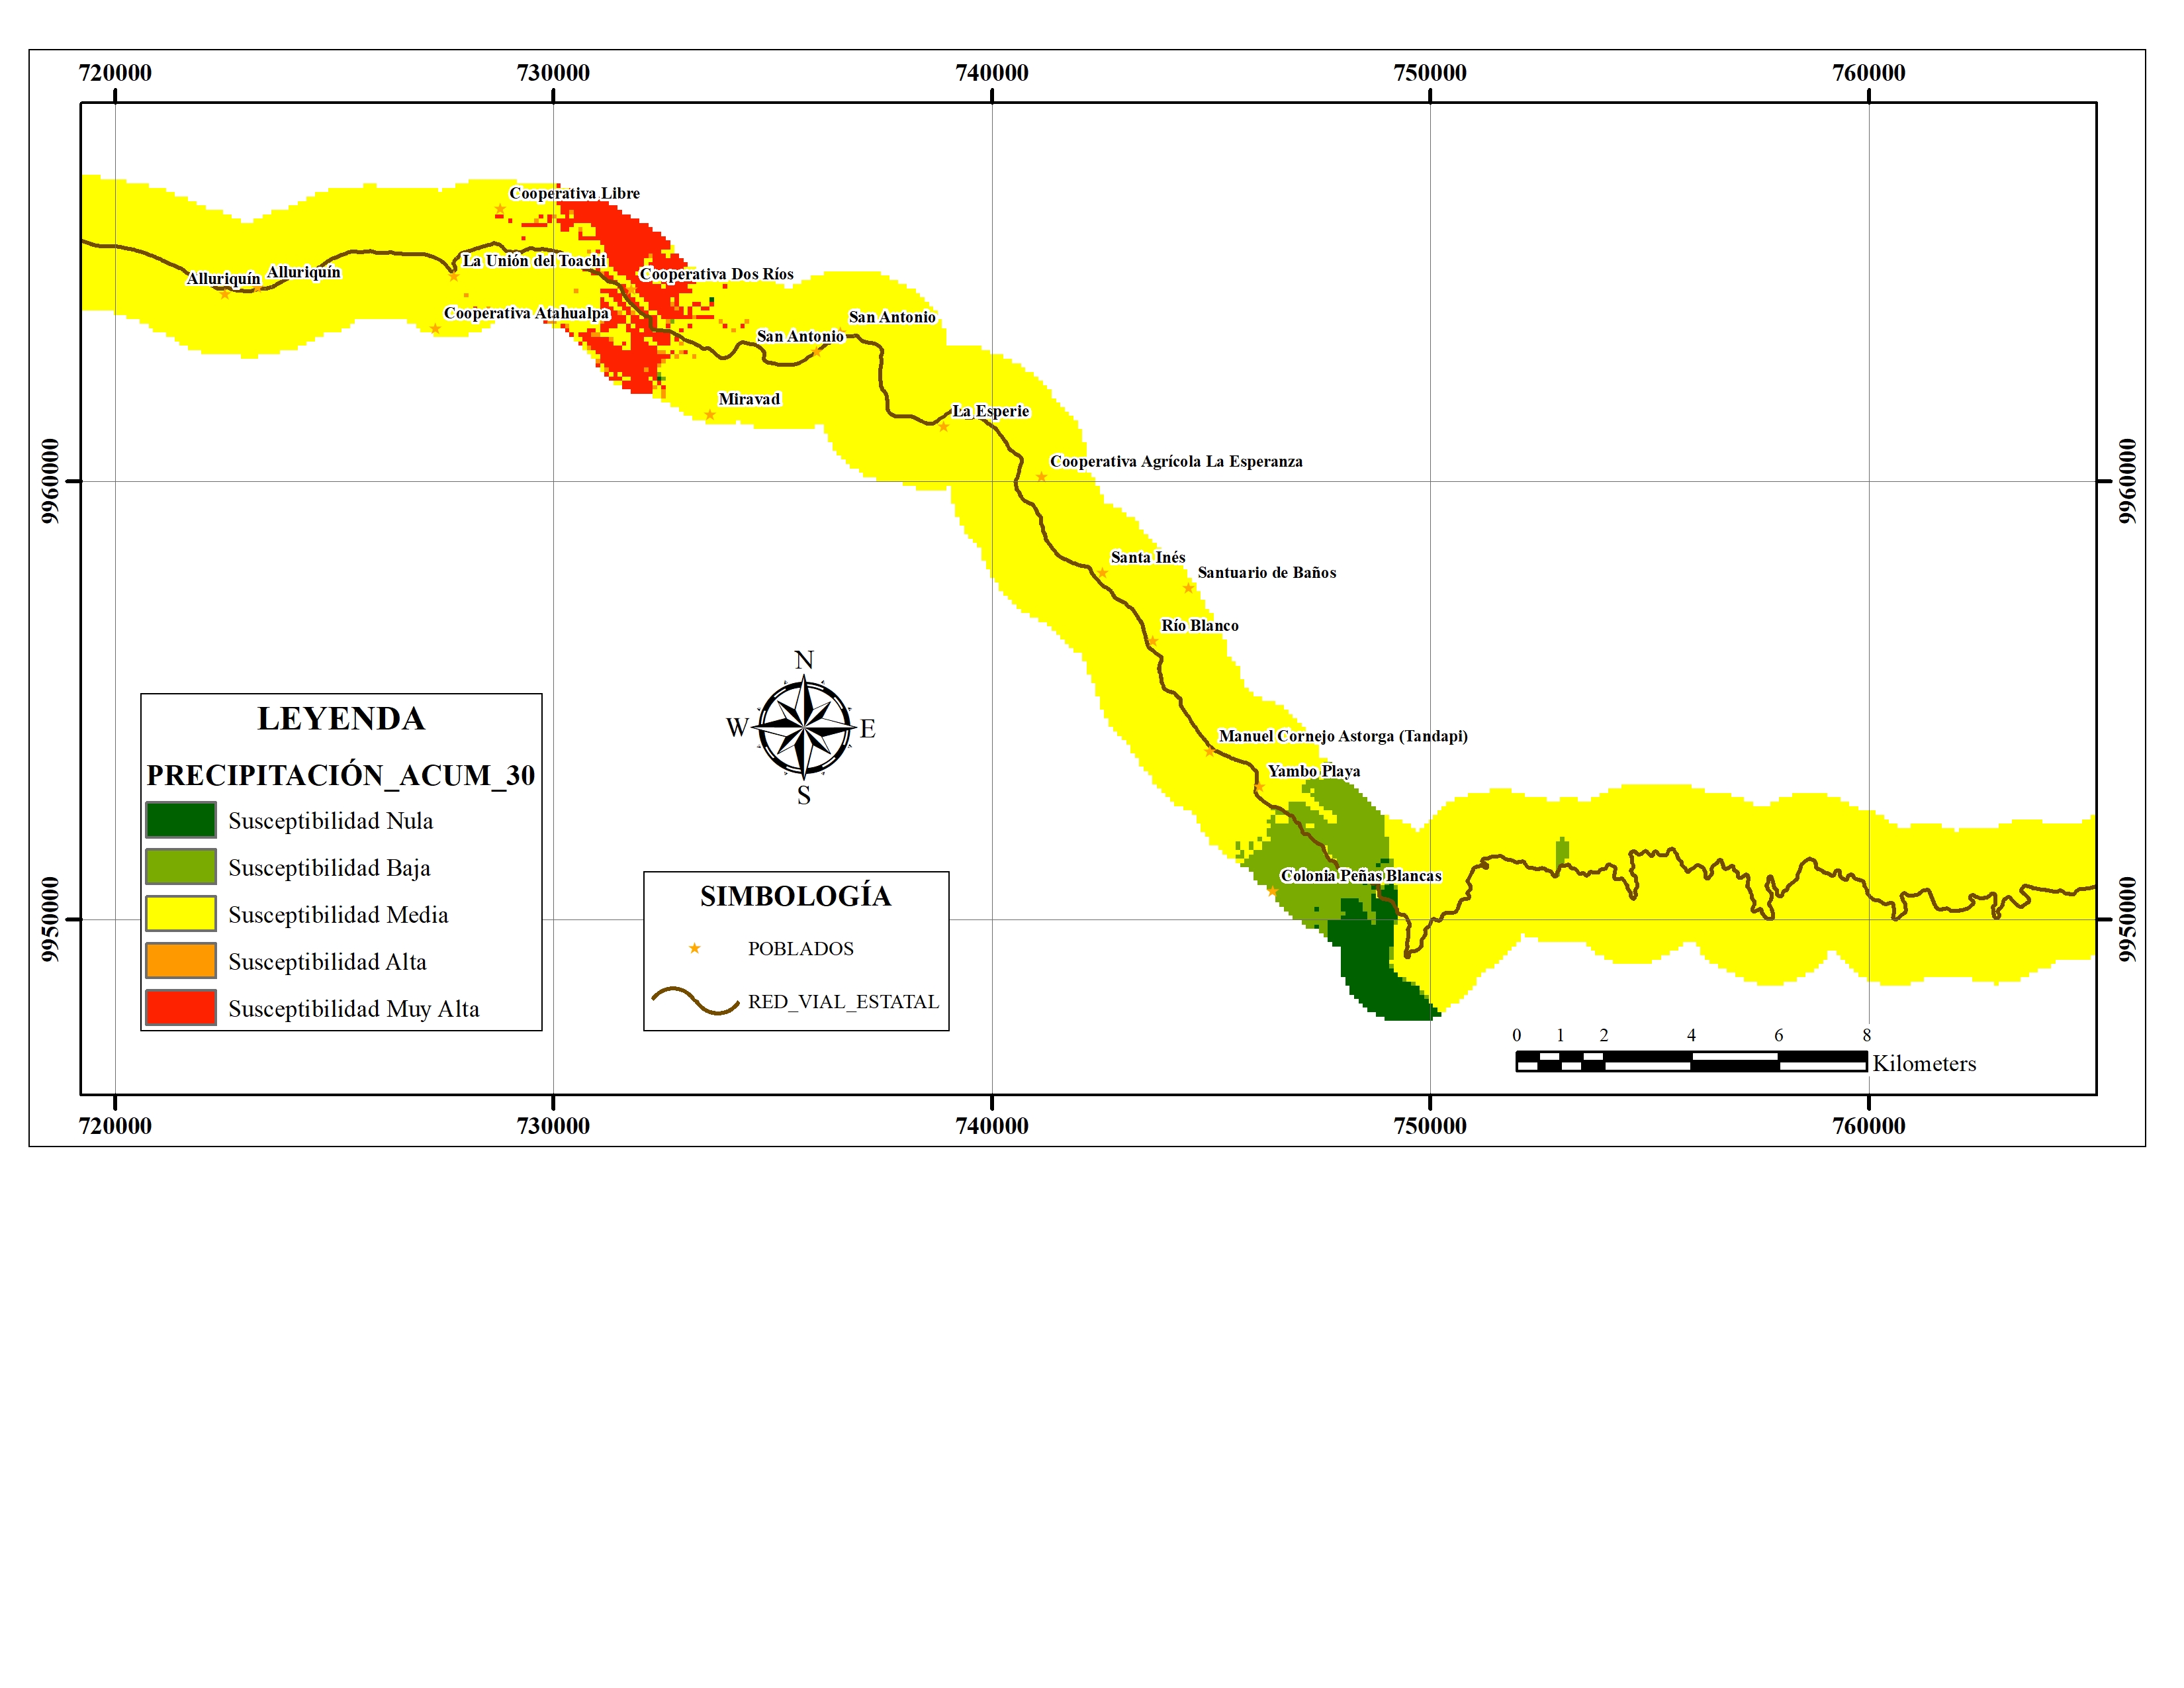 720000 730000 740000 750000 760000
Cooperativa Libre
La Unión del Toachi
Alluriquín
Alluriquín
Cooperativa Dos Ríos
Cooperativa Atahualpa
San Antonio
San Antonio
Miravad
La Esperie
Cooperativa Agrícola La Esperanza
9960000
9960000
Santa Inés
Santuario de Baños
Río Blanco
Manuel Cornejo Astorga (Tandapi)
Yambo Playa
Colonia Peñas Blancas
9950000
9950000
N
W
E
S
LEYENDA
PRECIPITACIÓN_ACUM_30
Susceptibilidad Nula
Susceptibilidad Baja
Susceptibilidad Media
Susceptibilidad Alta
Susceptibilidad Muy Alta
SIMBOLOGÍA
POBLADOS
RED_VIAL_ESTATAL
0 1 2 4 6 8
Kilometers
720000 730000 740000 750000 760000